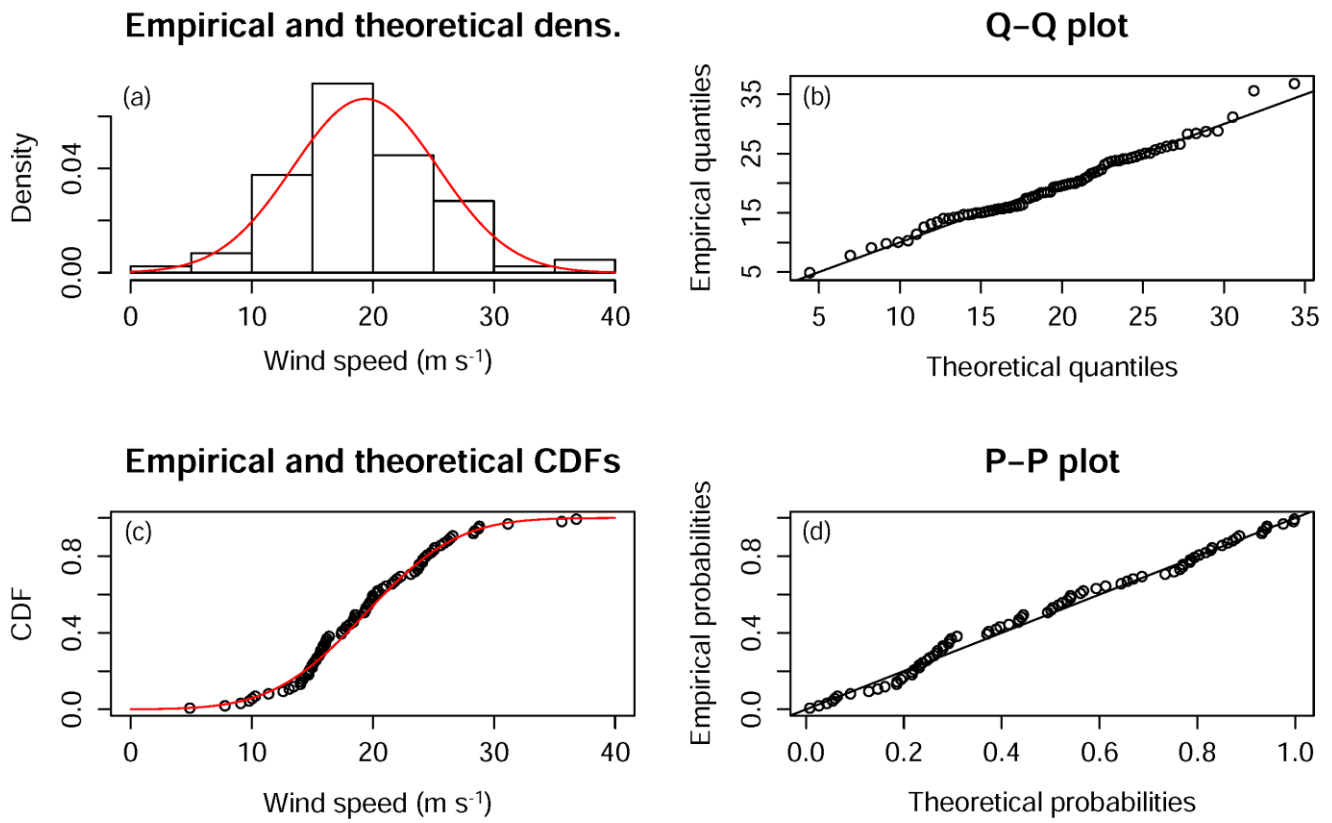 Empirical and theoretical dens.
(a)
Density
0.00
0.04
0
10
20
30
40
Wind speed (m s-1)
Q–Q plot
(b)
Empirical quantiles
5
15
25
35
5
10
15
20
25
30
35
Theoretical quantiles
Empirical and theoretical CDFs
(c)
CDF
0.0
0.4
0.8
0
10
20
30
40
Wind speed (m s-1)
P–P plot
(d)
Empirical probabilities
0.0
0.4
0.8
0.0
0.2
0.4
0.6
0.8
1.0
Theoretical probabilities